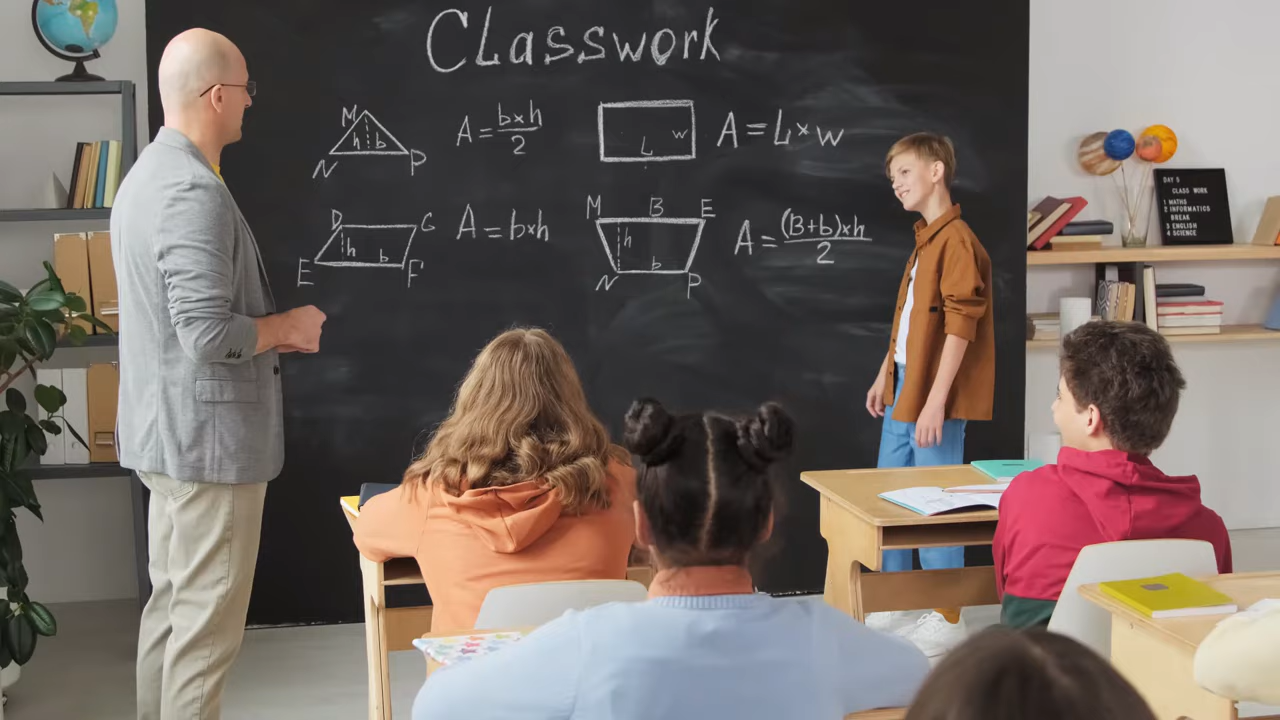 Classwork
M
h b
N P
A = b×h / 2
L w
A = L × w
D G
h b
E F
A = b×h
M B E
h
b
N P
A = (B+b)×h / 2
DAY 5
CLASS WORK
1 MATHS
2 INFORMATICS
BREAK
3 ENGLISH
4 SCIENCE